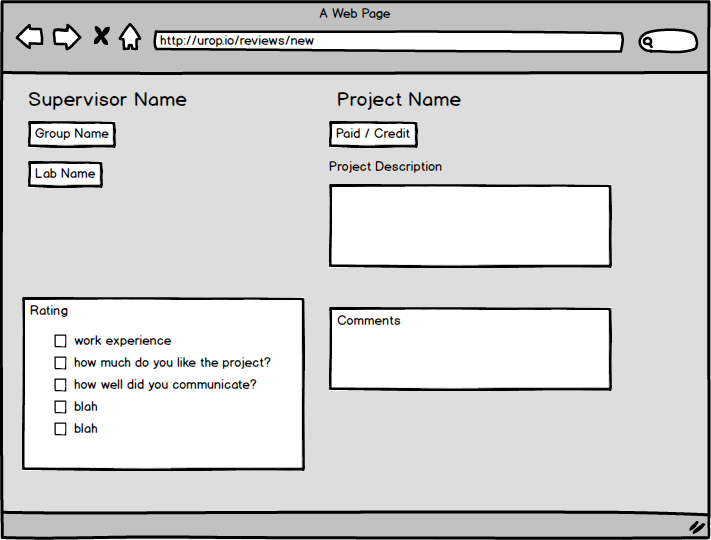 A Web Page
http://urop.io/reviews/new
Supervisor Name
Group Name
Lab Name
Project Name
Paid / Credit
Project Description
Rating
work experience
how much do you like the project?
how well did you communicate?
blah
blah
Comments